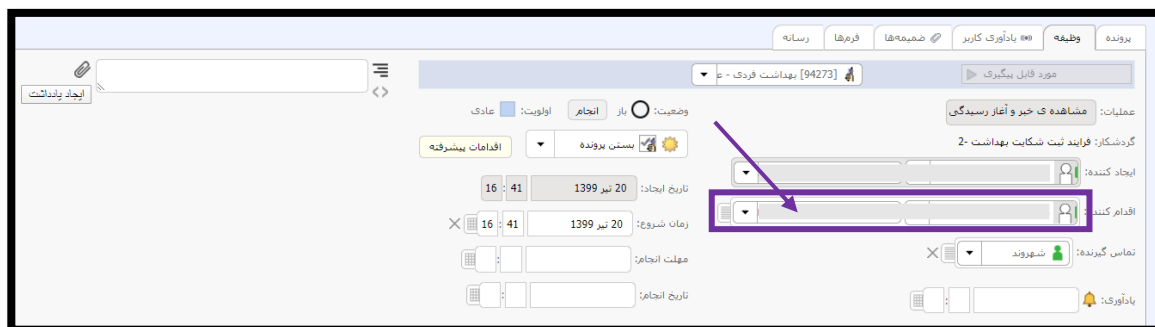 پرونده وظیفه یادآوری کاربر ضمیمه‌ها فرم‌ها رسانه
مورد قابل پیگیری [94273] بهداشت فردی - ع
ایجاد یادداشت
عملیات: مشاهده ی خبر و آغاز رسیدگی وضعیت: باز انجام اولویت: عادی
گردشکار: فرایند ثبت شکایت بهداشت -2 بستن پرونده اقدامات پیشرفته
ایجاد کننده: تاریخ ایجاد: 20 تیر 1399 41 : 16
اقدام کننده: زمان شروع: 20 تیر 1399 41 : 16
تماس گیرنده: شهروند مهلت انجام: :
یادآوری: : تاریخ انجام: :